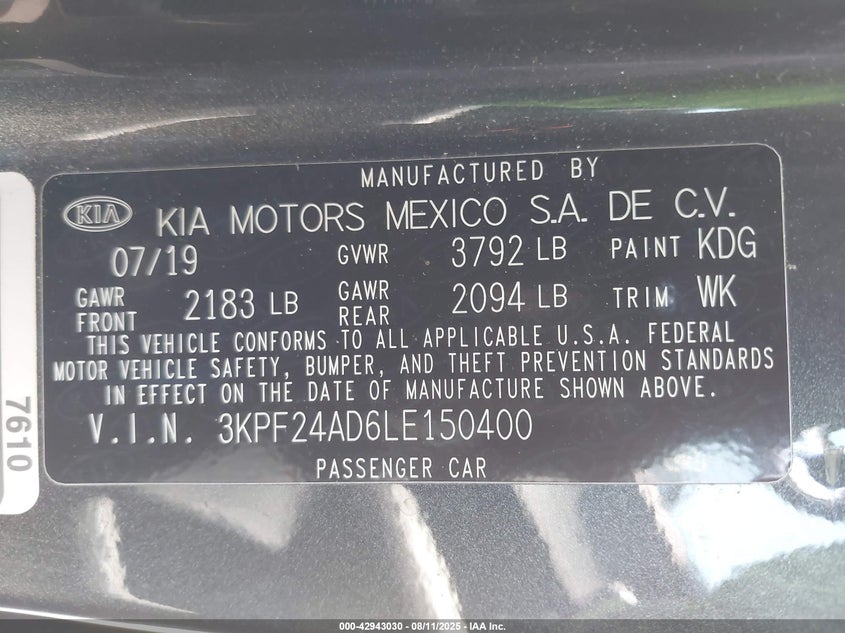 MANUFACTURED BY
KIA KIA MOTORS MEXICO S.A. DE C.V.
07/19 GVWR 3792 LB PAINT KDG
GAWR FRONT 2183 LB GAWR REAR 2094 LB TRIM WK
THIS VEHICLE CONFORMS TO ALL APPLICABLE U.S.A. FEDERAL
MOTOR VEHICLE SAFETY, BUMPER, AND THEFT PREVENTION STANDARDS
IN EFFECT ON THE DATE OF MANUFACTURE SHOWN ABOVE.
V.I.N. 3KPF24AD6LE150400
PASSENGER CAR
7610
000-42943030 - 08/11/2025 - IAA Inc.